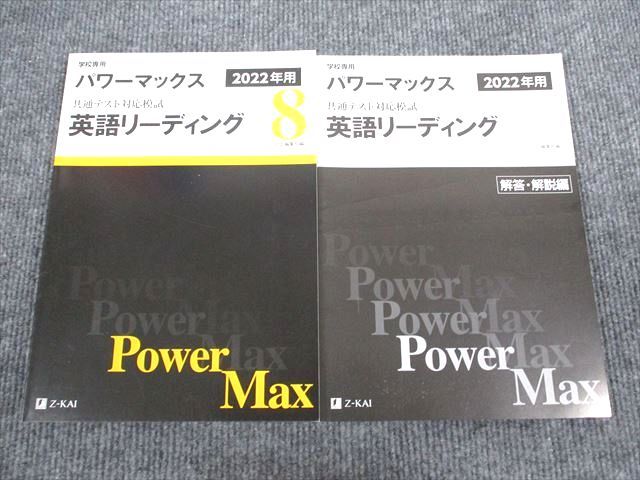 学校専用
パワーマックス 2022年用
共通テスト対応模試
英語リーディング 8
Power
Power
Power
Max
Max
Max
Z-KAI
学校専用
パワーマックス 2022年用
共通テスト対応模試
英語リーディング
解答・解説編
Power
Power
Power
Power
Max
Max
Max
Max
Z-KAI